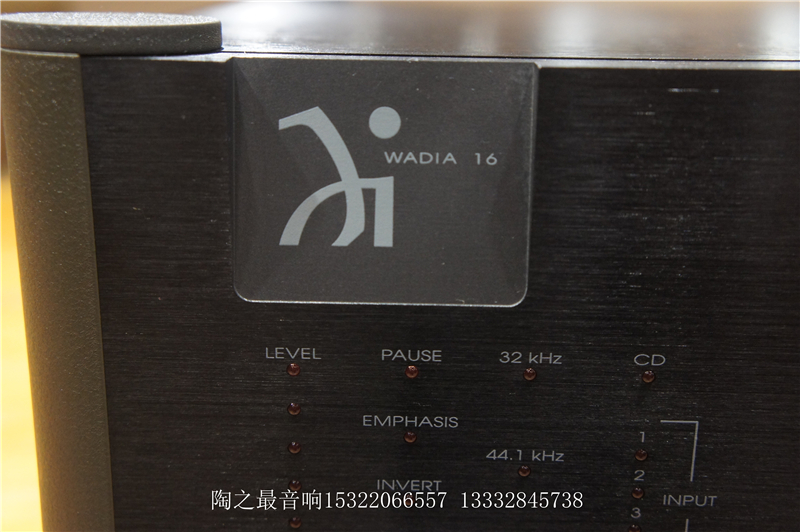 WADIA 16
LEVEL PAUSE 32 kHz CD
EMPHASIS
1
44.1 kHz
2
INVERT
INPUT
3
陶之最音响15322066557 13332845738